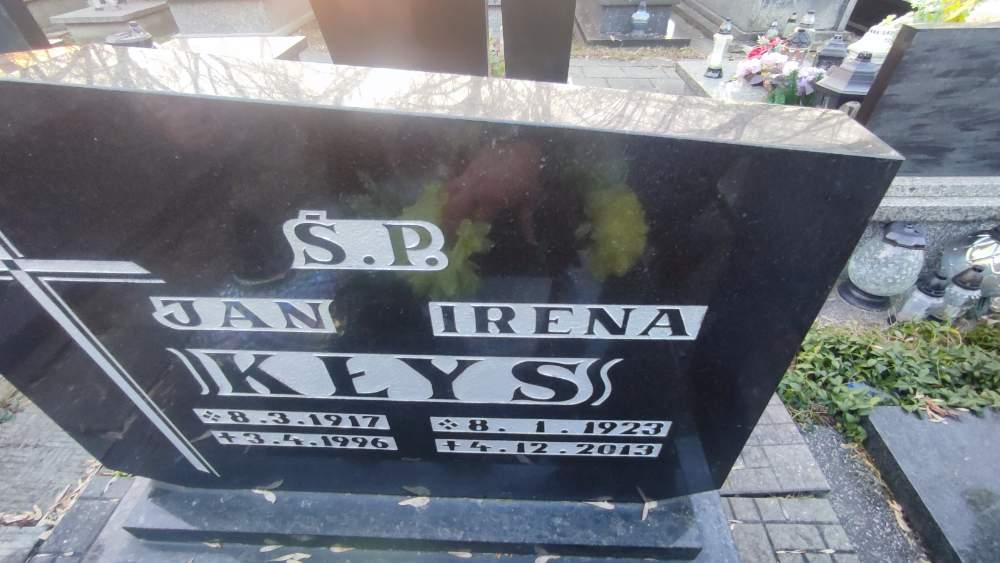 Ś.P.
JAN IRENA
KŁYS
* 8.3.1917 * 8.1.1923
✝ 3.4.1996 ✝ 4.12.2013